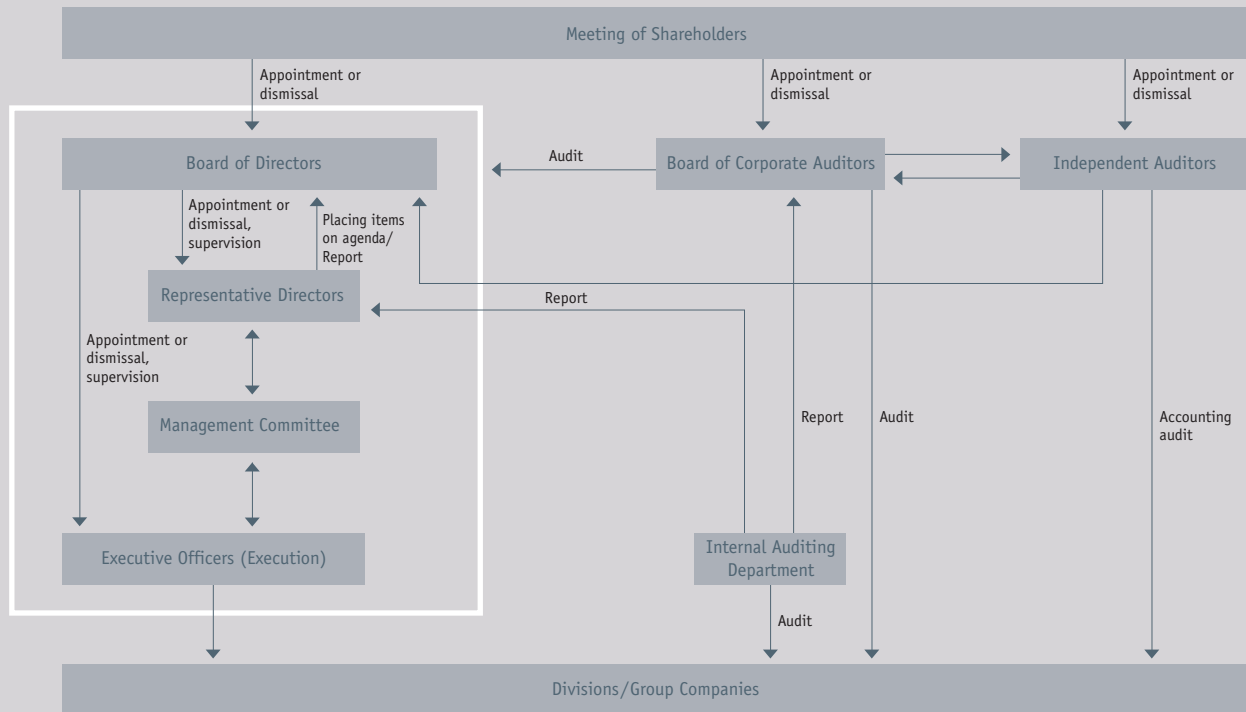 Meeting of Shareholders
Appointment or
dismissal
Appointment or
dismissal
Appointment or
dismissal
Board of Directors
Audit
Board of Corporate Auditors
Independent Auditors
Appointment or
dismissal,
supervision
Placing items
on agenda/
Report
Representative Directors
Report
Appointment or
dismissal,
supervision
Management Committee
Report
Audit
Accounting
audit
Executive Officers (Execution)
Internal Auditing
Department
Audit
Divisions/Group Companies